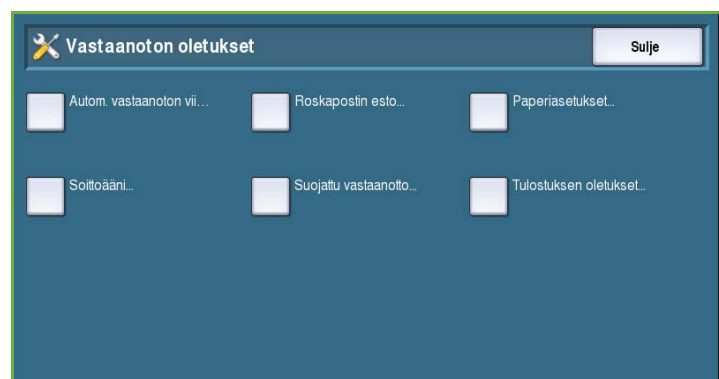 Vastaanoton oletukset
Sulje
Autom. vastaanoton vii...
Roskapostin esto...
Paperiasetukset...
Soittoääni...
Suojattu vastaanotto...
Tulostuksen oletukset...